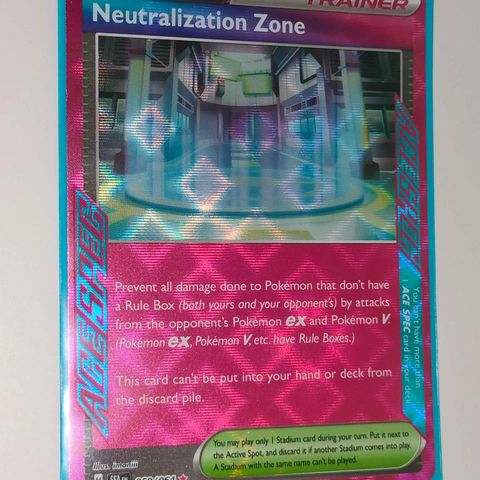 TRAINER
Neutralization Zone
Prevent all damage done to Pokémon that don't have
a Rule Box (both yours and your opponent's) by attacks
from the opponent's Pokémon ex and Pokémon V.
(Pokémon ex, Pokémon V, etc. have Rule Boxes.)
This card can't be put into your hand or deck from
the discard pile.
ACE SPEC
ACE SPEC
You can't have more than 1
ACE SPEC card in your deck.
You may play only 1 Stadium card during your turn. Put it next to
the Active Spot, and discard it if another Stadium comes into play.
A Stadium with the same name can't be played.
Illus. imoniii
060/064